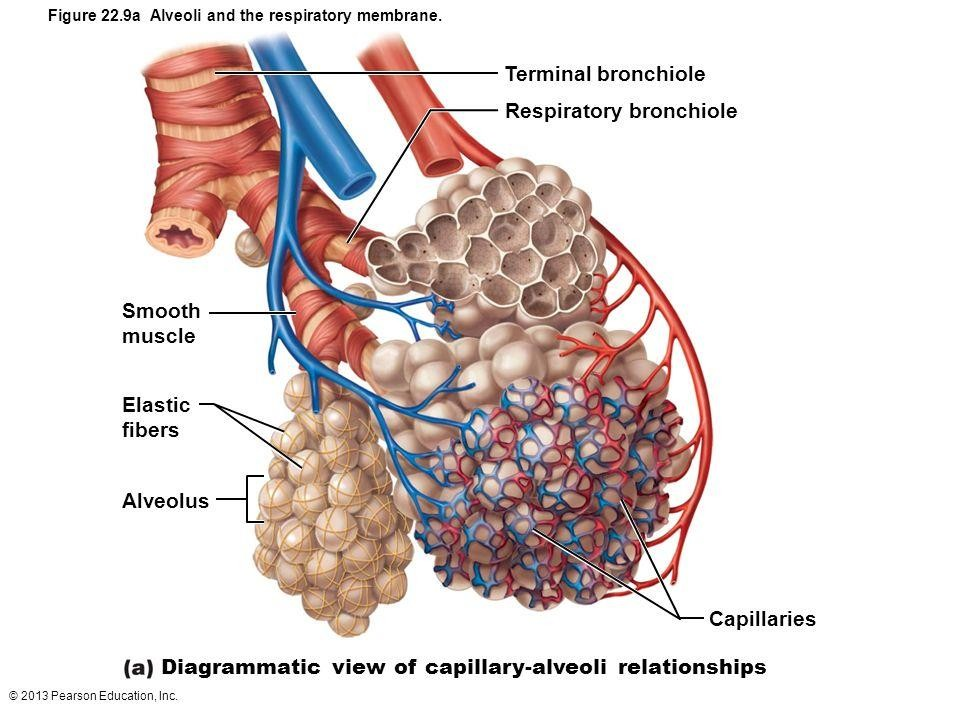 Figure 22.9a Alveoli and the respiratory membrane.
Terminal bronchiole
Respiratory bronchiole
Smooth
muscle
Elastic
fibers
Alveolus
Capillaries
(a) Diagrammatic view of capillary-alveoli relationships
© 2013 Pearson Education, Inc.